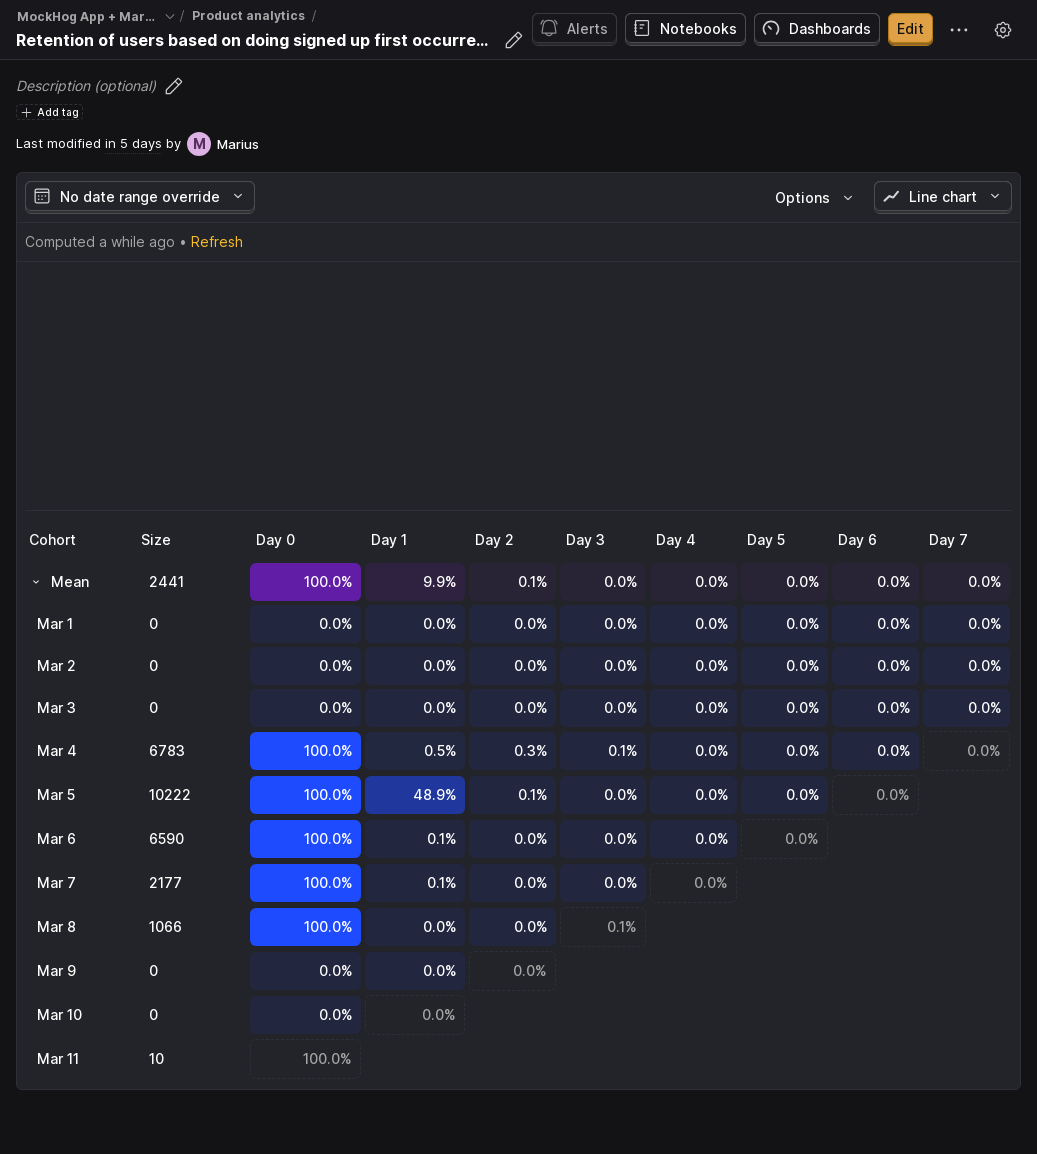 MockHog App + Mar... / Product analytics /
Retention of users based on doing signed up first occurre...
Alerts Notebooks Dashboards Edit
Description (optional)
Add tag
Last modified in 5 days by M Marius
No date range override Options Line chart
Computed a while ago • Refresh
Cohort Size Day 0 Day 1 Day 2 Day 3 Day 4 Day 5 Day 6 Day 7
Mean 2441 100.0% 9.9% 0.1% 0.0% 0.0% 0.0% 0.0% 0.0%
Mar 1 0 0.0% 0.0% 0.0% 0.0% 0.0% 0.0% 0.0% 0.0%
Mar 2 0 0.0% 0.0% 0.0% 0.0% 0.0% 0.0% 0.0% 0.0%
Mar 3 0 0.0% 0.0% 0.0% 0.0% 0.0% 0.0% 0.0% 0.0%
Mar 4 6783 100.0% 0.5% 0.3% 0.1% 0.0% 0.0% 0.0% 0.0%
Mar 5 10222 100.0% 48.9% 0.1% 0.0% 0.0% 0.0% 0.0%
Mar 6 6590 100.0% 0.1% 0.0% 0.0% 0.0% 0.0%
Mar 7 2177 100.0% 0.1% 0.0% 0.0% 0.0%
Mar 8 1066 100.0% 0.0% 0.0% 0.1%
Mar 9 0 0.0% 0.0% 0.0%
Mar 10 0 0.0% 0.0%
Mar 11 10 100.0%